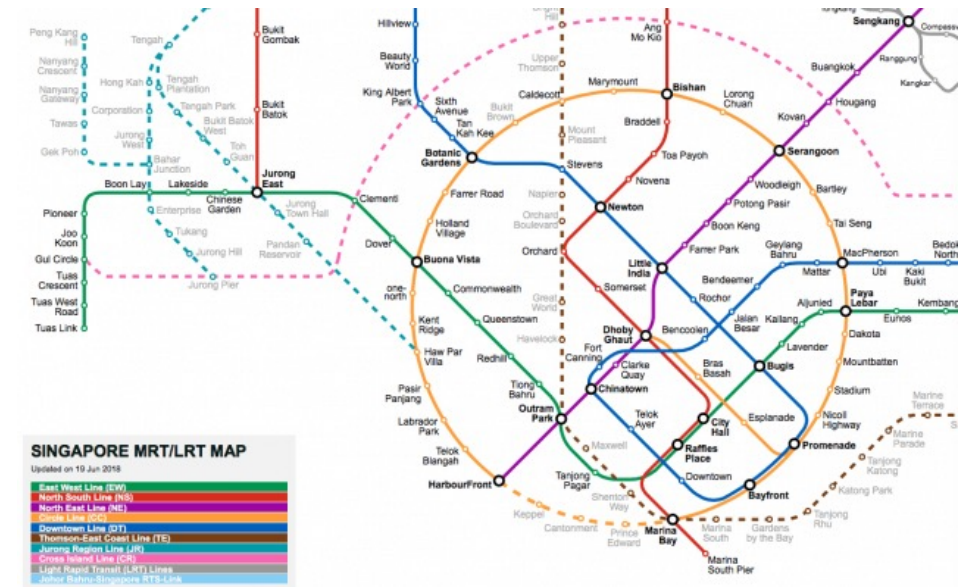 Peng Kang
Hill
Nanyang
Crescent
Nanyang
Gateway
Tawas
Gek Poh
Tengah
Hong Kah
Tengah
Plantation
Corporation
Tengah Park
Bukit Batok
West
Jurong
West
Toh
Guan
Bahar
Junction
Bukit
Gombak
Bukit
Batok
Jurong
East
Boon Lay
Lakeside
Chinese
Garden
Pioneer
Joo
Koon
Gul Circle
Tuas
Crescent
Tuas West
Road
Tuas Link
Enterprise
Tukang
Jurong Hill
Jurong Pier
Jurong
Town Hall
Pandan
Reservoir
Clementi
Dover
Buona Vista
Commonwealth
Queenstown
Redhill
Tiong
Bahru
Outram
Park
Tanjong
Pagar
Hillview
Beauty
World
King Albert
Park
Sixth
Avenue
Tan
Kah Kee
Botanic
Gardens
Farrer Road
Holland
Village
one-
north
Kent
Ridge
Haw Par
Villa
Pasir
Panjang
Labrador
Park
Telok
Blangah
HarbourFront
Keppel
Cantonment
Prince
Edward
Hill
Upper
Thomson
Caldecott
Bukit
Brown
Mount
Pleasant
Stevens
Napier
Orchard
Boulevard
Orchard
Great
World
Havelock
Maxwell
Shenton
Way
Marina
Bay
Marina
South
Gardens
by the Bay
Tanjong
Rhu
Katong Park
Tanjong
Katong
Marine
Parade
Marine
Terrace
S
Ang
Mo Kio
Marymount
Bishan
Lorong
Chuan
Braddell
Toa Payoh
Novena
Newton
Somerset
Dhoby
Ghaut
City
Hall
Raffles
Place
Marina
South Pier
Sengkang
Compass
Ranggung
Kangkar
Buangkok
Hougang
Kovan
Serangoon
Woodleigh
Potong Pasir
Boon Keng
Farrer Park
Little
India
Clarke
Quay
Chinatown
Fort
Canning
Bencoolen
Jalan
Besar
Bendemeer
Geylang
Bahru
Mattar
MacPherson
Ubi
Kaki
Bukit
Bedok
North
Rochor
Bugis
Promenade
Bayfront
Downtown
Telok
Ayer
Bras
Basah
Esplanade
Nicoll
Highway
Stadium
Mountbatten
Dakota
Paya
Lebar
Tai Seng
Bartley
Lavender
Kallang
Aljunied
Eunos
Kembang
SINGAPORE MRT/LRT MAP
Updated on 19 Jun 2018
East West Line (EW)
North South Line (NS)
North East Line (NE)
Circle Line (CC)
Downtown Line (DT)
Thomson-East Coast Line (TE)
Jurong Region Line (JR)
Cross Island Line (CR)
Light Rapid Transit (LRT) Lines
Johor Bahru-Singapore RTS-Link